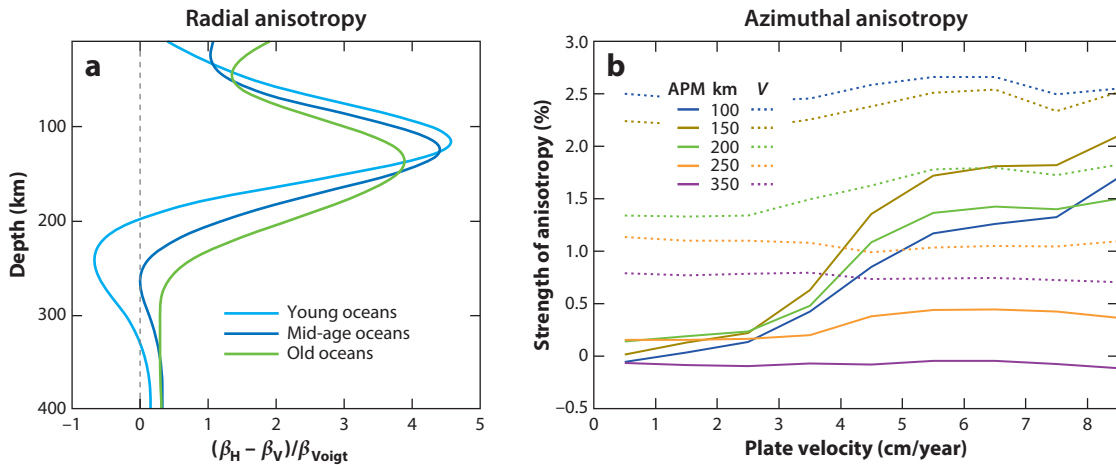 Radial anisotropy
a
50
100
200
300
400
Depth (km)
Young oceans
Mid-age oceans
Old oceans
–1 0 1 2 3 4 5
(βH – βV)/βVoigt
Azimuthal anisotropy
b
3.0
2.5
2.0
1.5
1.0
0.5
0
–0.5
Strength of anisotropy (%)
APM km V
100
150
200
250
350
0 1 2 3 4 5 6 7 8
Plate velocity (cm/year)